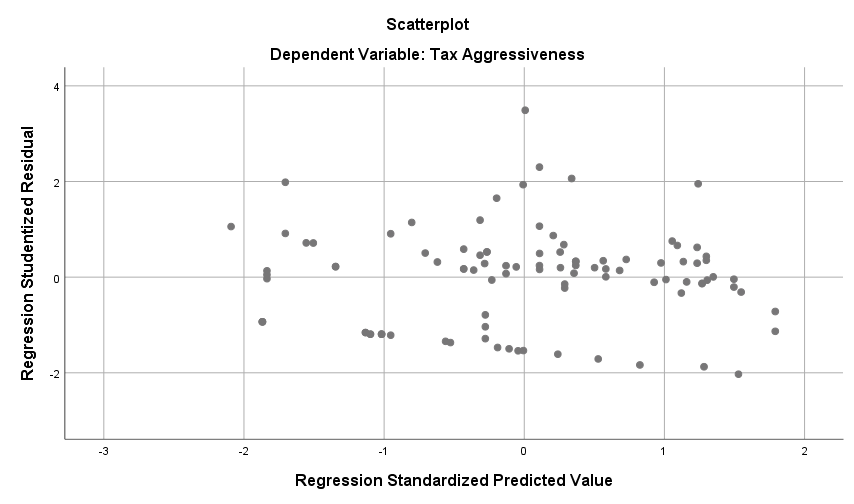 Scatterplot
Dependent Variable: Tax Aggressiveness
Regression Studentized Residual
4
2
0
-2
-3
-2
-1
0
1
2
Regression Standardized Predicted Value